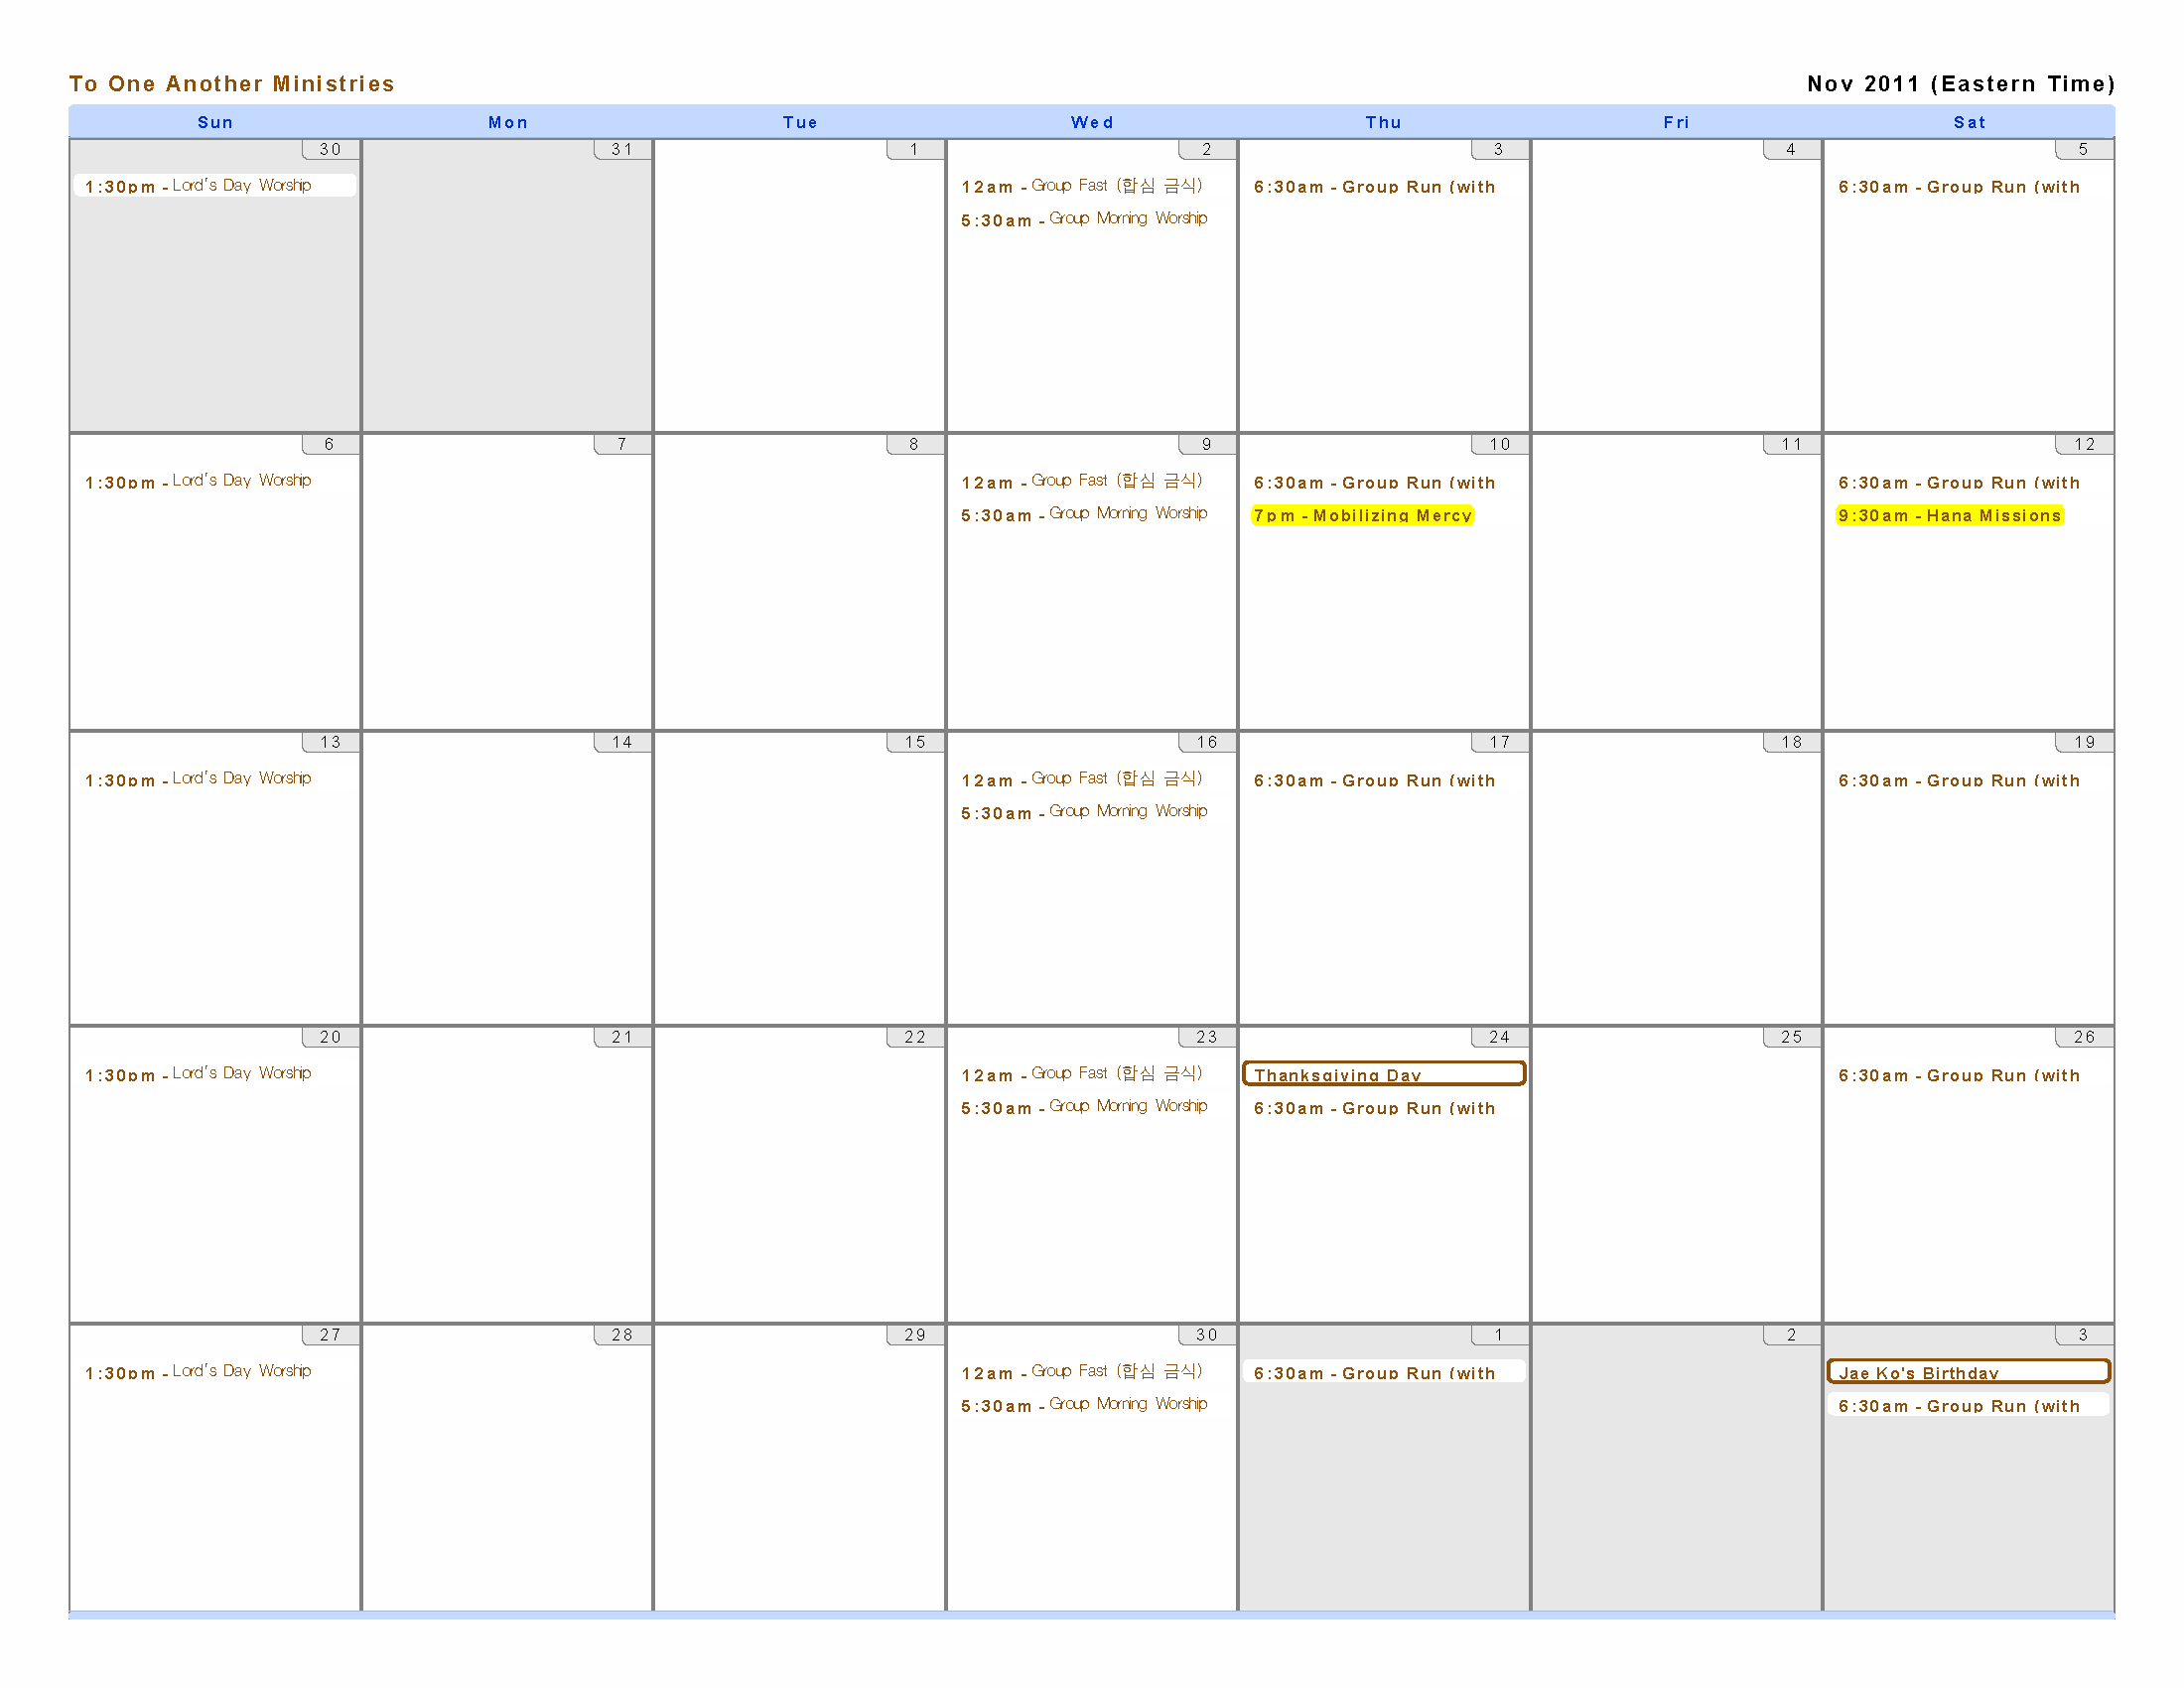 To One Another Ministries
Nov 2011 (Eastern Time)
Sun Mon Tue Wed Thu Fri Sat
30 31 1 2 3 4 5
1:30pm - Lord's Day Worship
12am - Group Fast (합심 금식)
5:30am - Group Morning Worship
6:30am - Group Run (with
6:30am - Group Run (with
6 7 8 9 10 11 12
1:30pm - Lord's Day Worship
12am - Group Fast (합심 금식)
5:30am - Group Morning Worship
6:30am - Group Run (with
7pm - Mobilizing Mercy
6:30am - Group Run (with
9:30am - Hana Missions
13 14 15 16 17 18 19
1:30pm - Lord's Day Worship
12am - Group Fast (합심 금식)
5:30am - Group Morning Worship
6:30am - Group Run (with
6:30am - Group Run (with
20 21 22 23 24 25 26
1:30pm - Lord's Day Worship
12am - Group Fast (합심 금식)
5:30am - Group Morning Worship
Thanksgiving Day
6:30am - Group Run (with
6:30am - Group Run (with
27 28 29 30 1 2 3
1:30pm - Lord's Day Worship
12am - Group Fast (합심 금식)
5:30am - Group Morning Worship
6:30am - Group Run (with
Jae Ko's Birthday
6:30am - Group Run (with